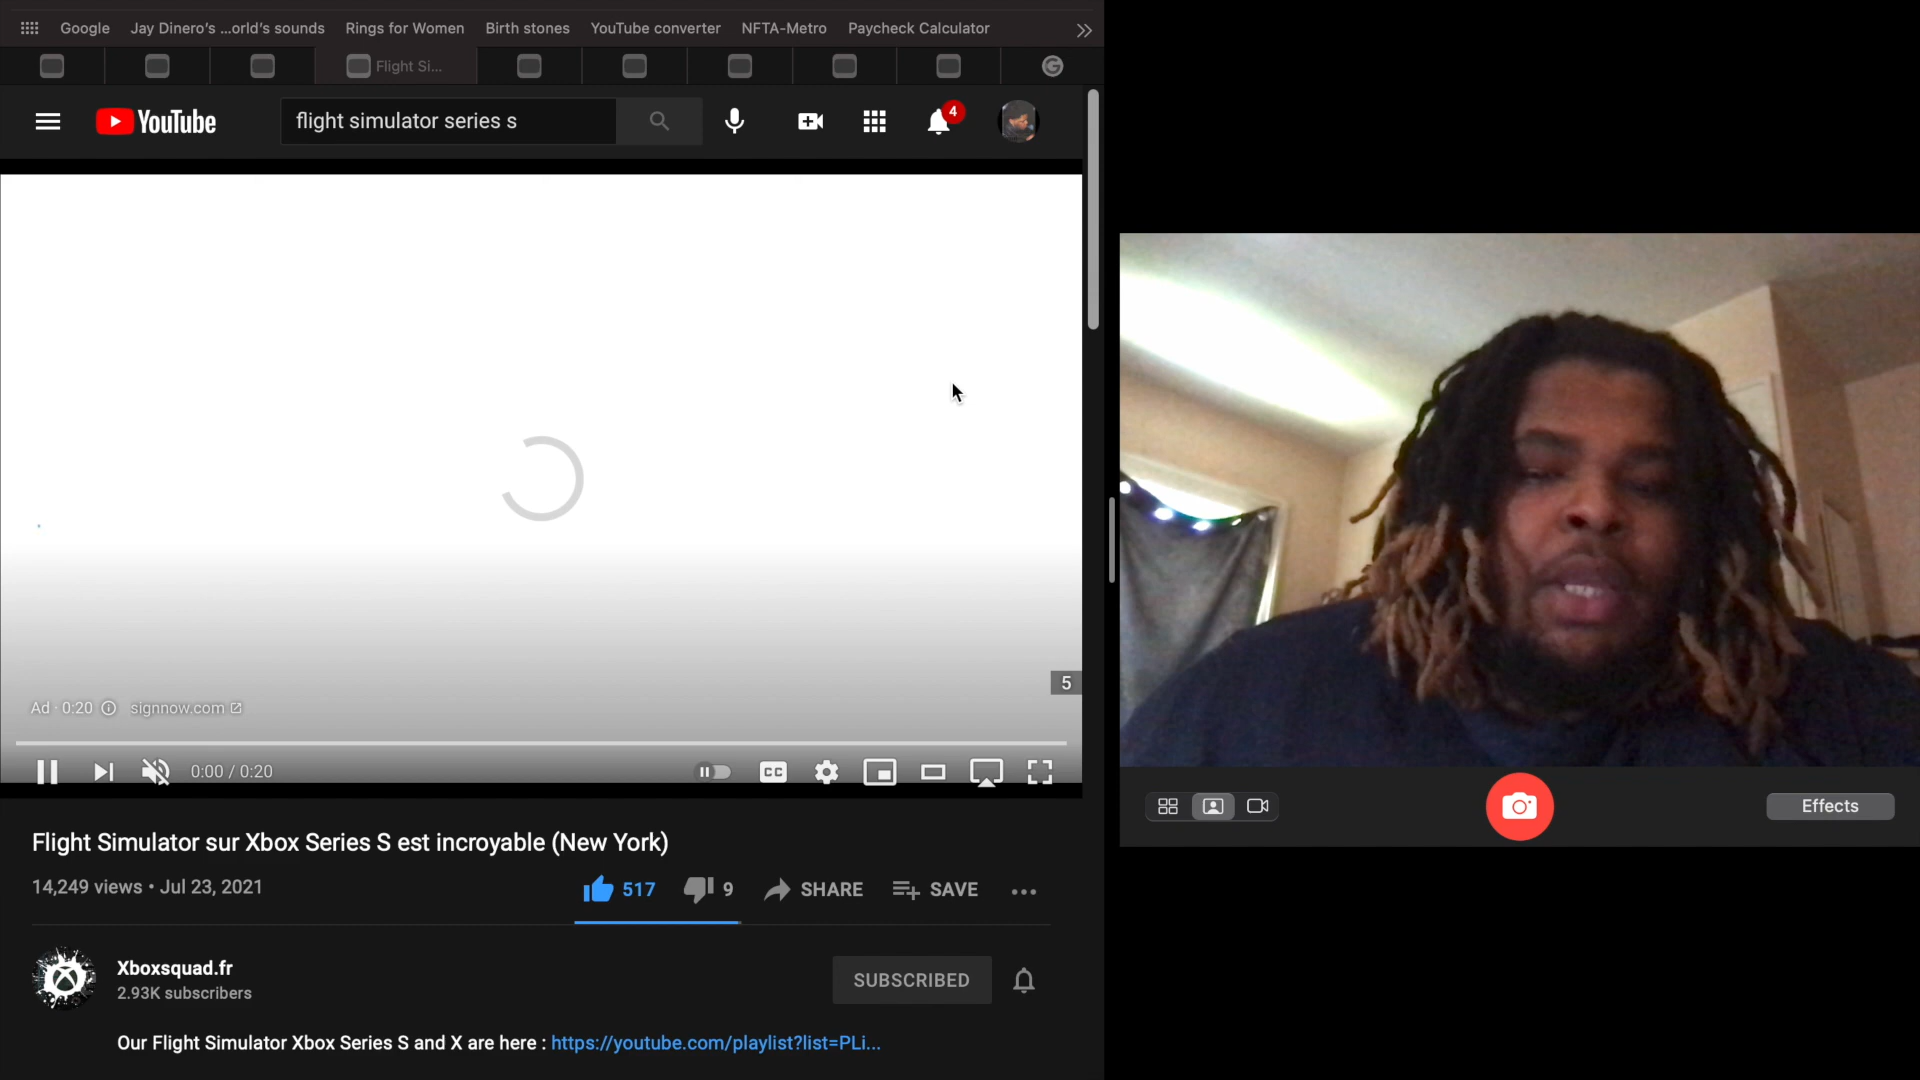 Google Jay Dinero’s ...orld’s sounds Rings for Women Birth stones YouTube converter NFTA-Metro Paycheck Calculator
Flight Si...
YouTube
flight simulator series s
4
5
Ad · 0:20 signnow.com
0:00 / 0:20
CC
Effects
Flight Simulator sur Xbox Series S est incroyable (New York)
14,249 views • Jul 23, 2021
517 9 SHARE SAVE
Xboxsquad.fr
2.93K subscribers
SUBSCRIBED
Our Flight Simulator Xbox Series S and X are here : https://youtube.com/playlist?list=PLi...